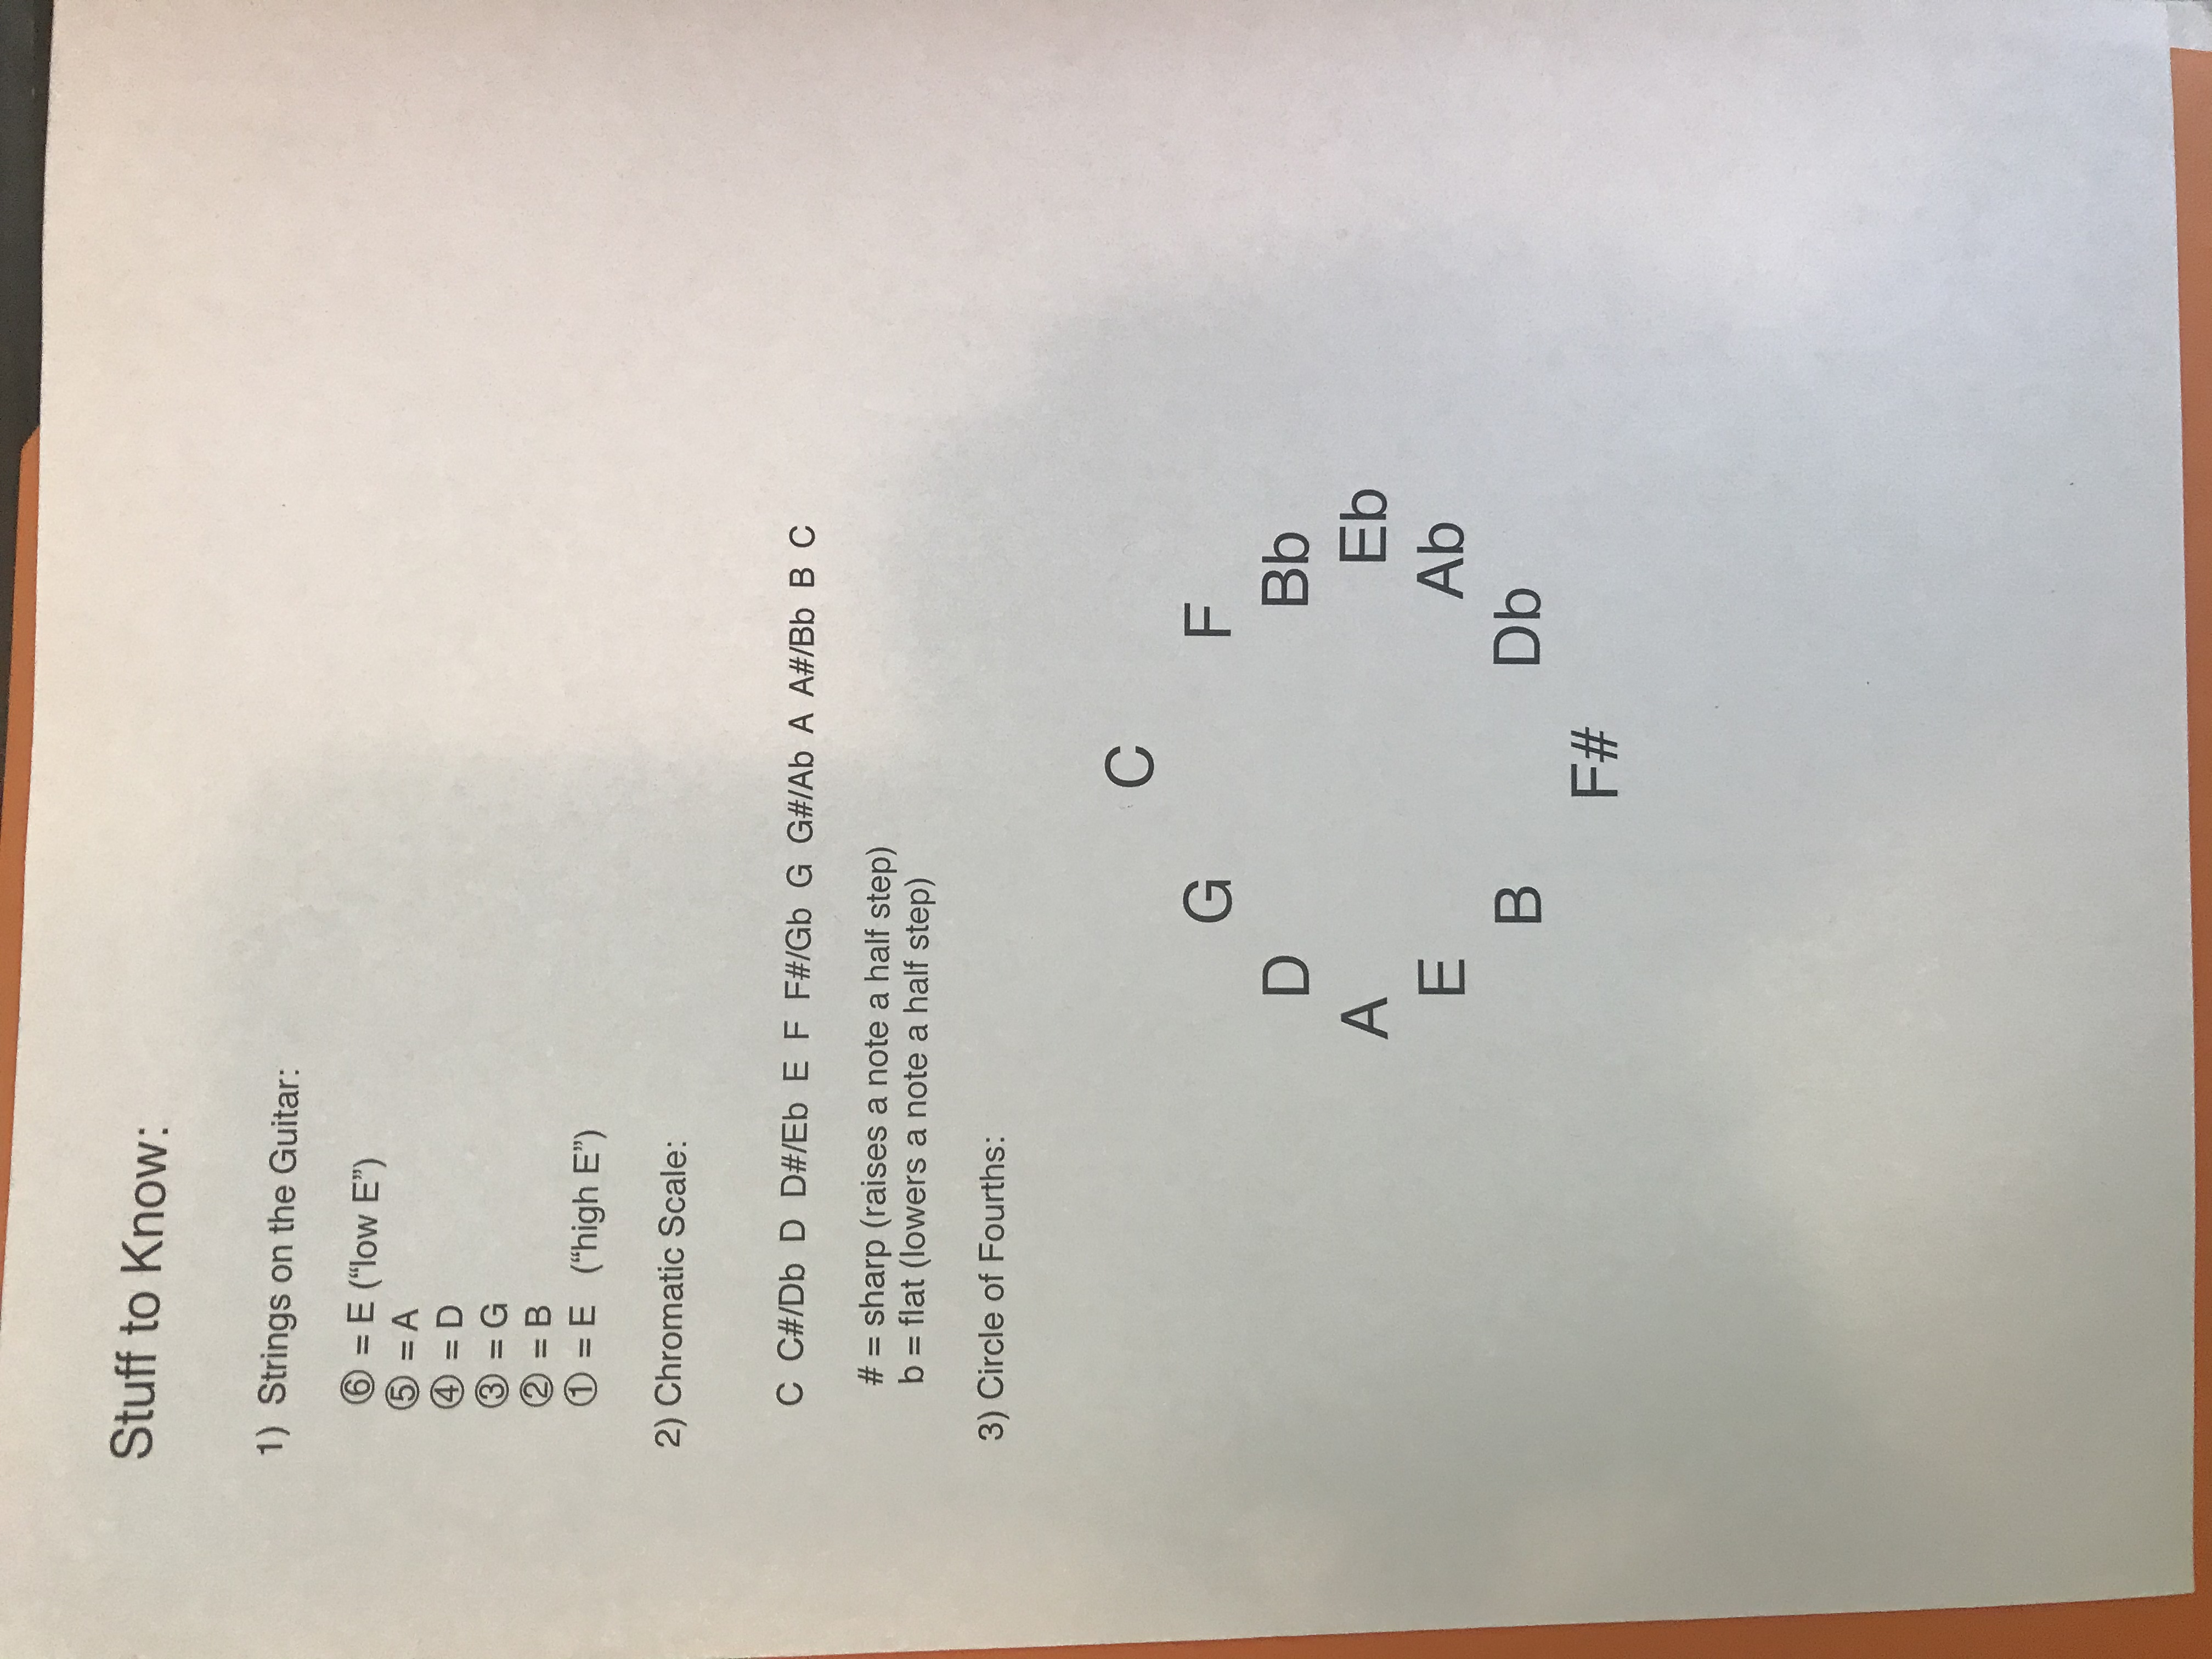 Stuff to Know:
1) Strings on the Guitar:
⑥ = E (“low E”)
⑤ = A
④ = D
③ = G
② = B
① = E (“high E”)
2) Chromatic Scale:
C C#/Db D D#/Eb E F F#/Gb G G#/Ab A A#/Bb B C
# = sharp (raises a note a half step)
b = flat (lowers a note a half step)
3) Circle of Fourths:
C
G F
D Bb
A Eb
E Ab
B Db
F#